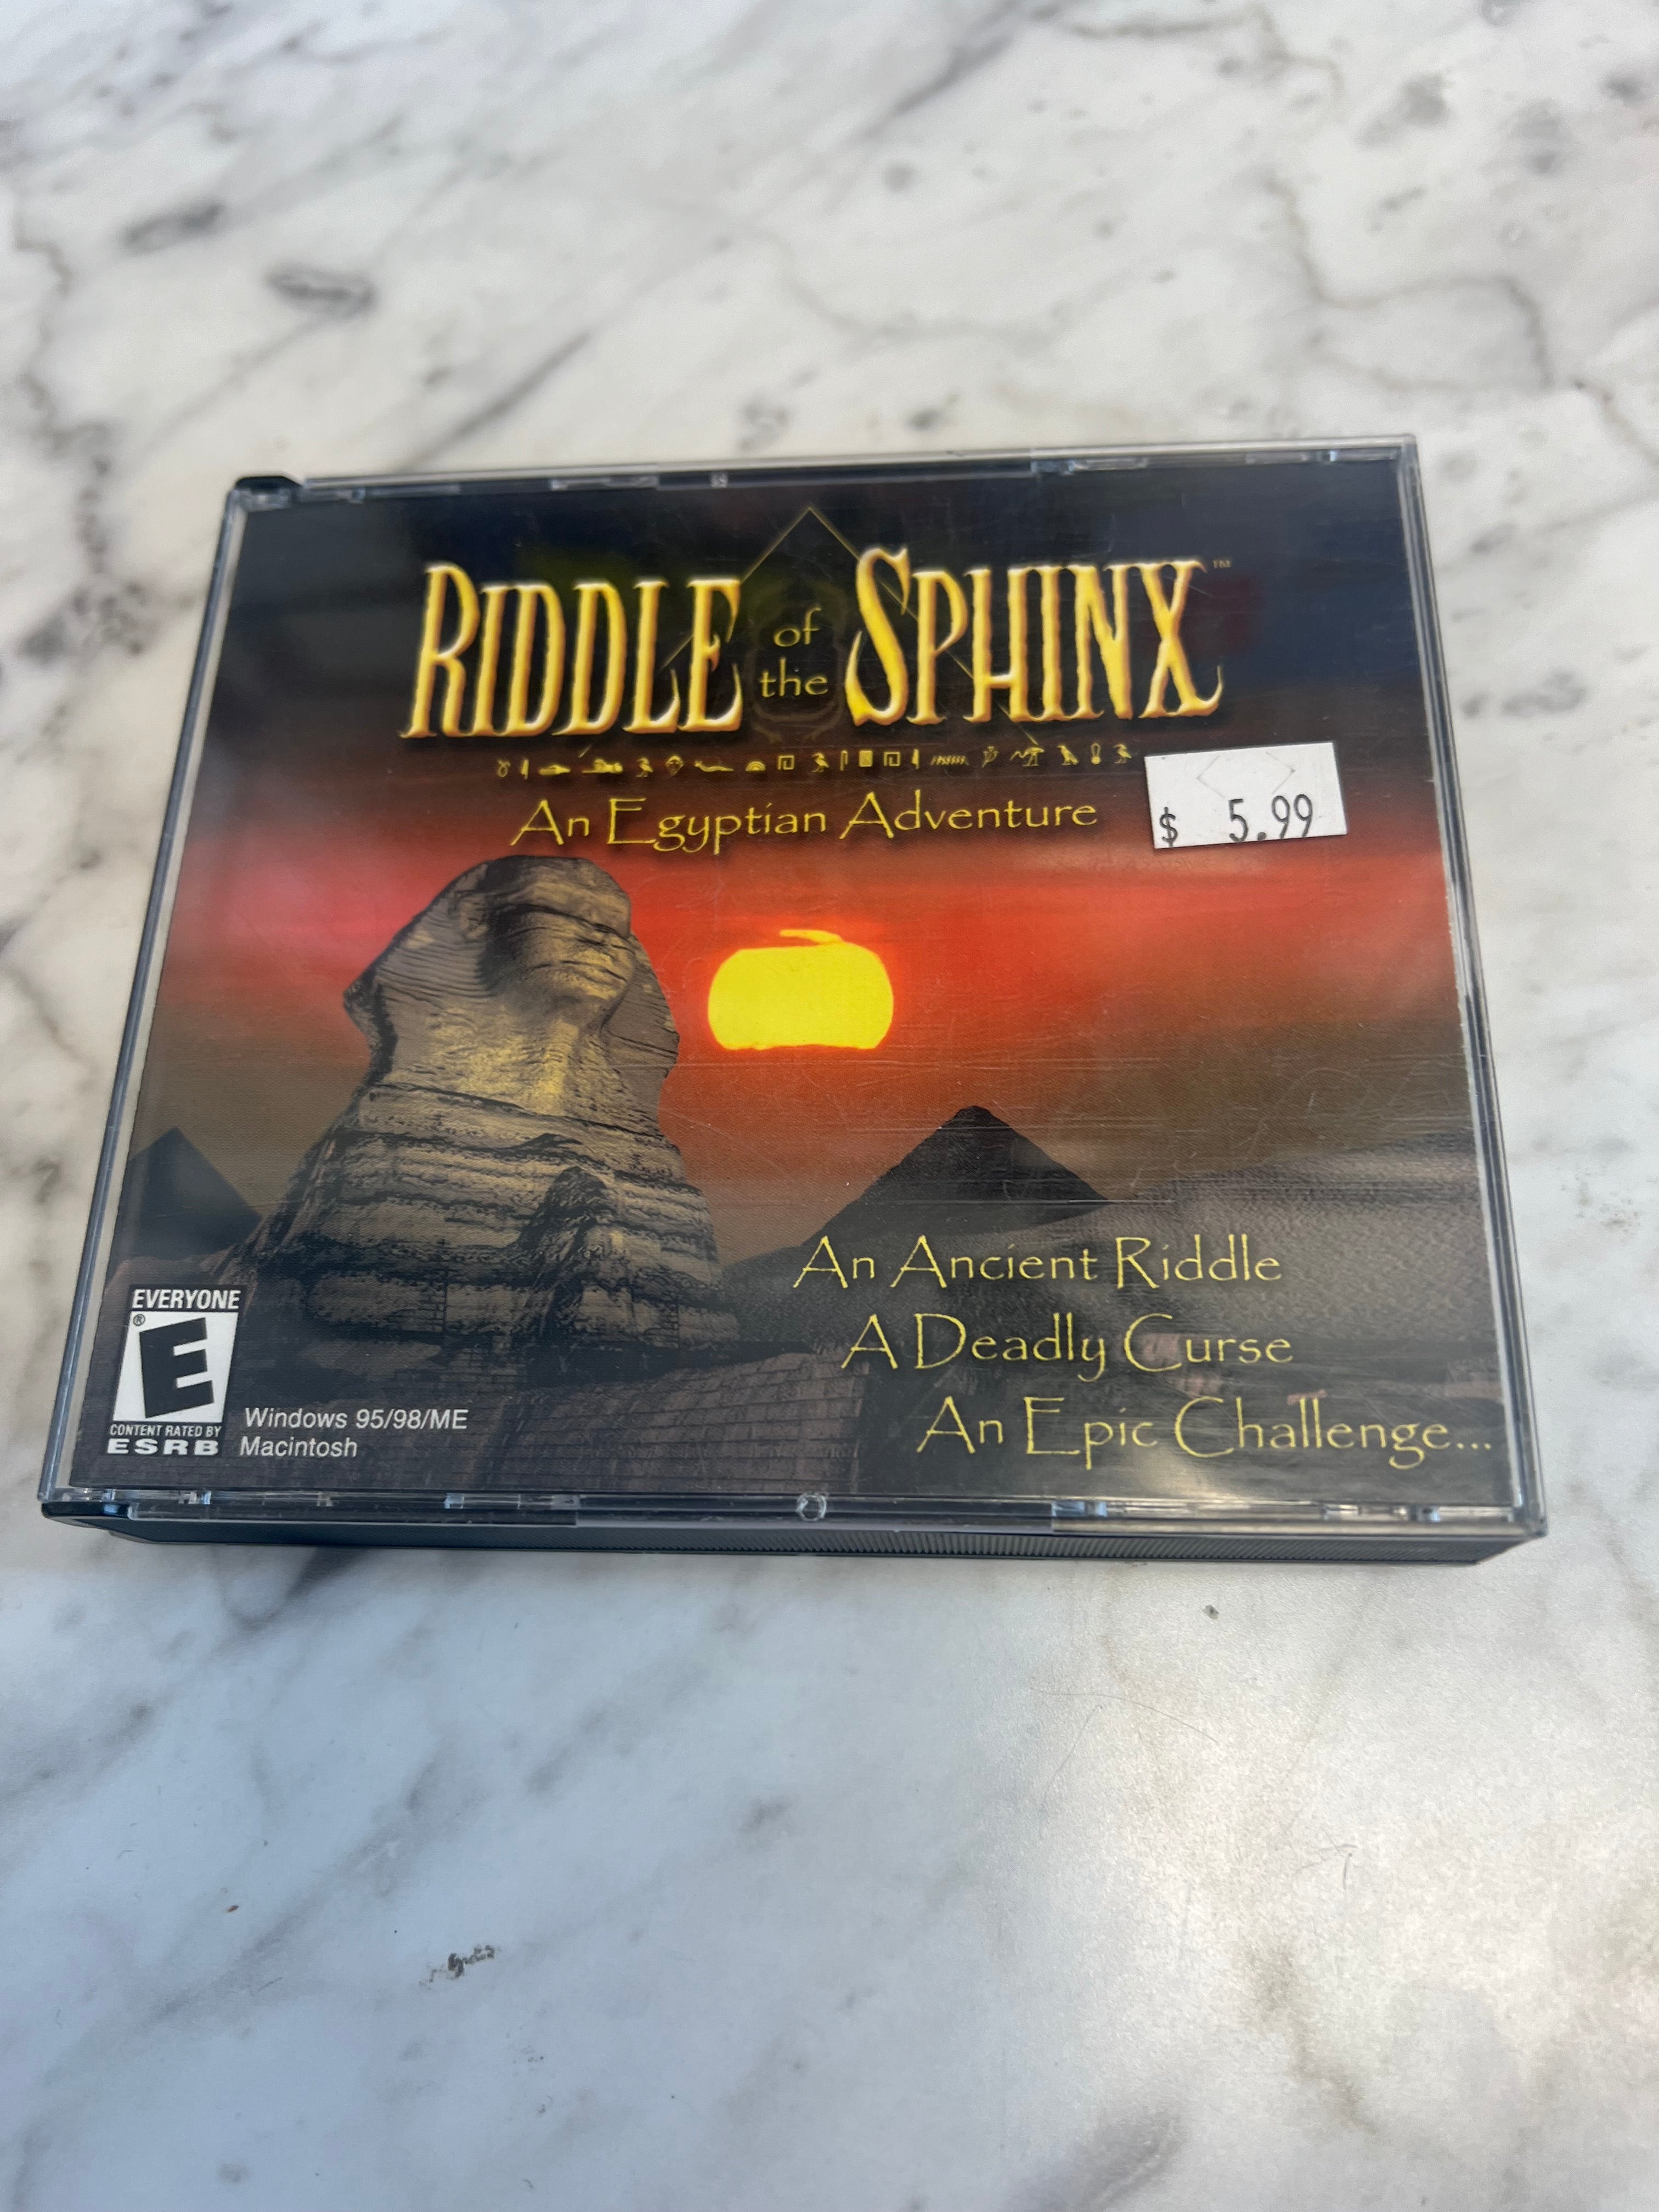 RIDDLE of the SPHINX™
An Egyptian Adventure
$ 5.99
An Ancient Riddle
A Deadly Curse
An Epic Challenge...
EVERYONE
E®
CONTENT RATED BY
ESRB
Windows 95/98/ME
Macintosh